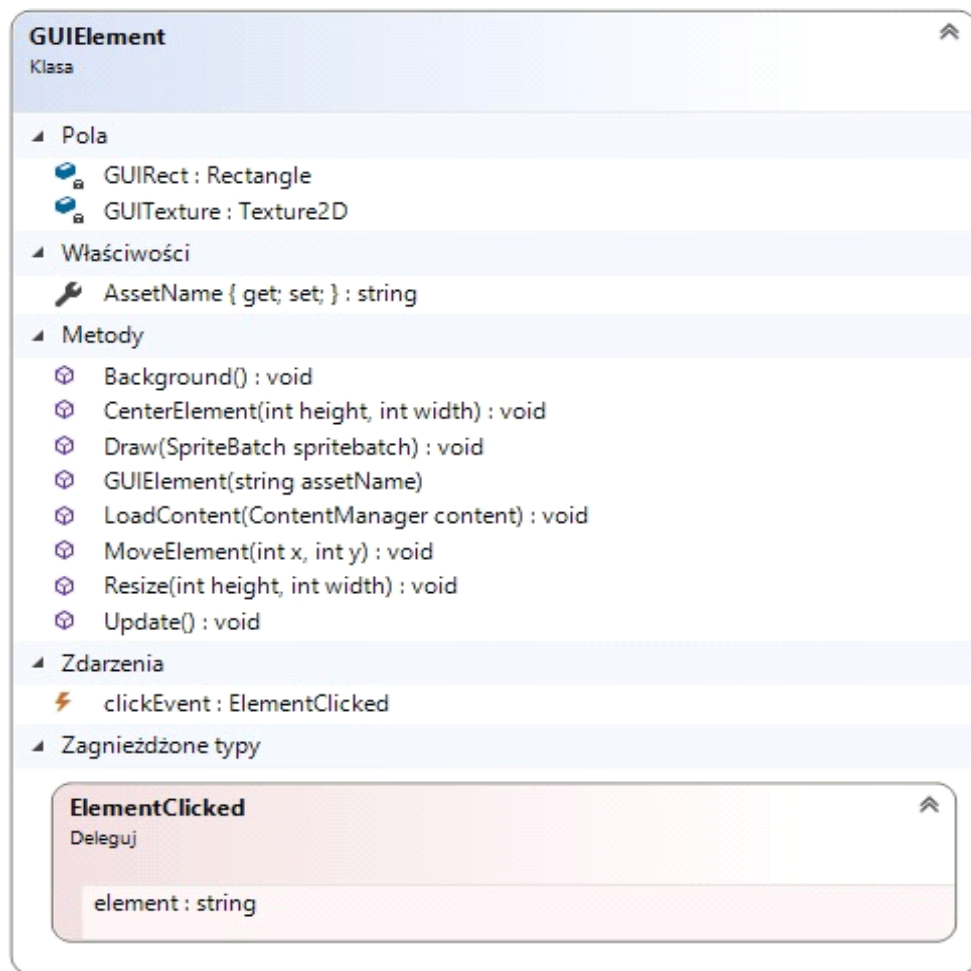 GUIElement
Klasa
Pola
GUIRect : Rectangle
GUITexture : Texture2D
Właściwości
AssetName { get; set; } : string
Metody
Background() : void
CenterElement(int height, int width) : void
Draw(SpriteBatch spritebatch) : void
GUIElement(string assetName)
LoadContent(ContentManager content) : void
MoveElement(int x, int y) : void
Resize(int height, int width) : void
Update() : void
Zdarzenia
clickEvent : ElementClicked
Zagnieżdżone typy
ElementClicked
Deleguj
element : string